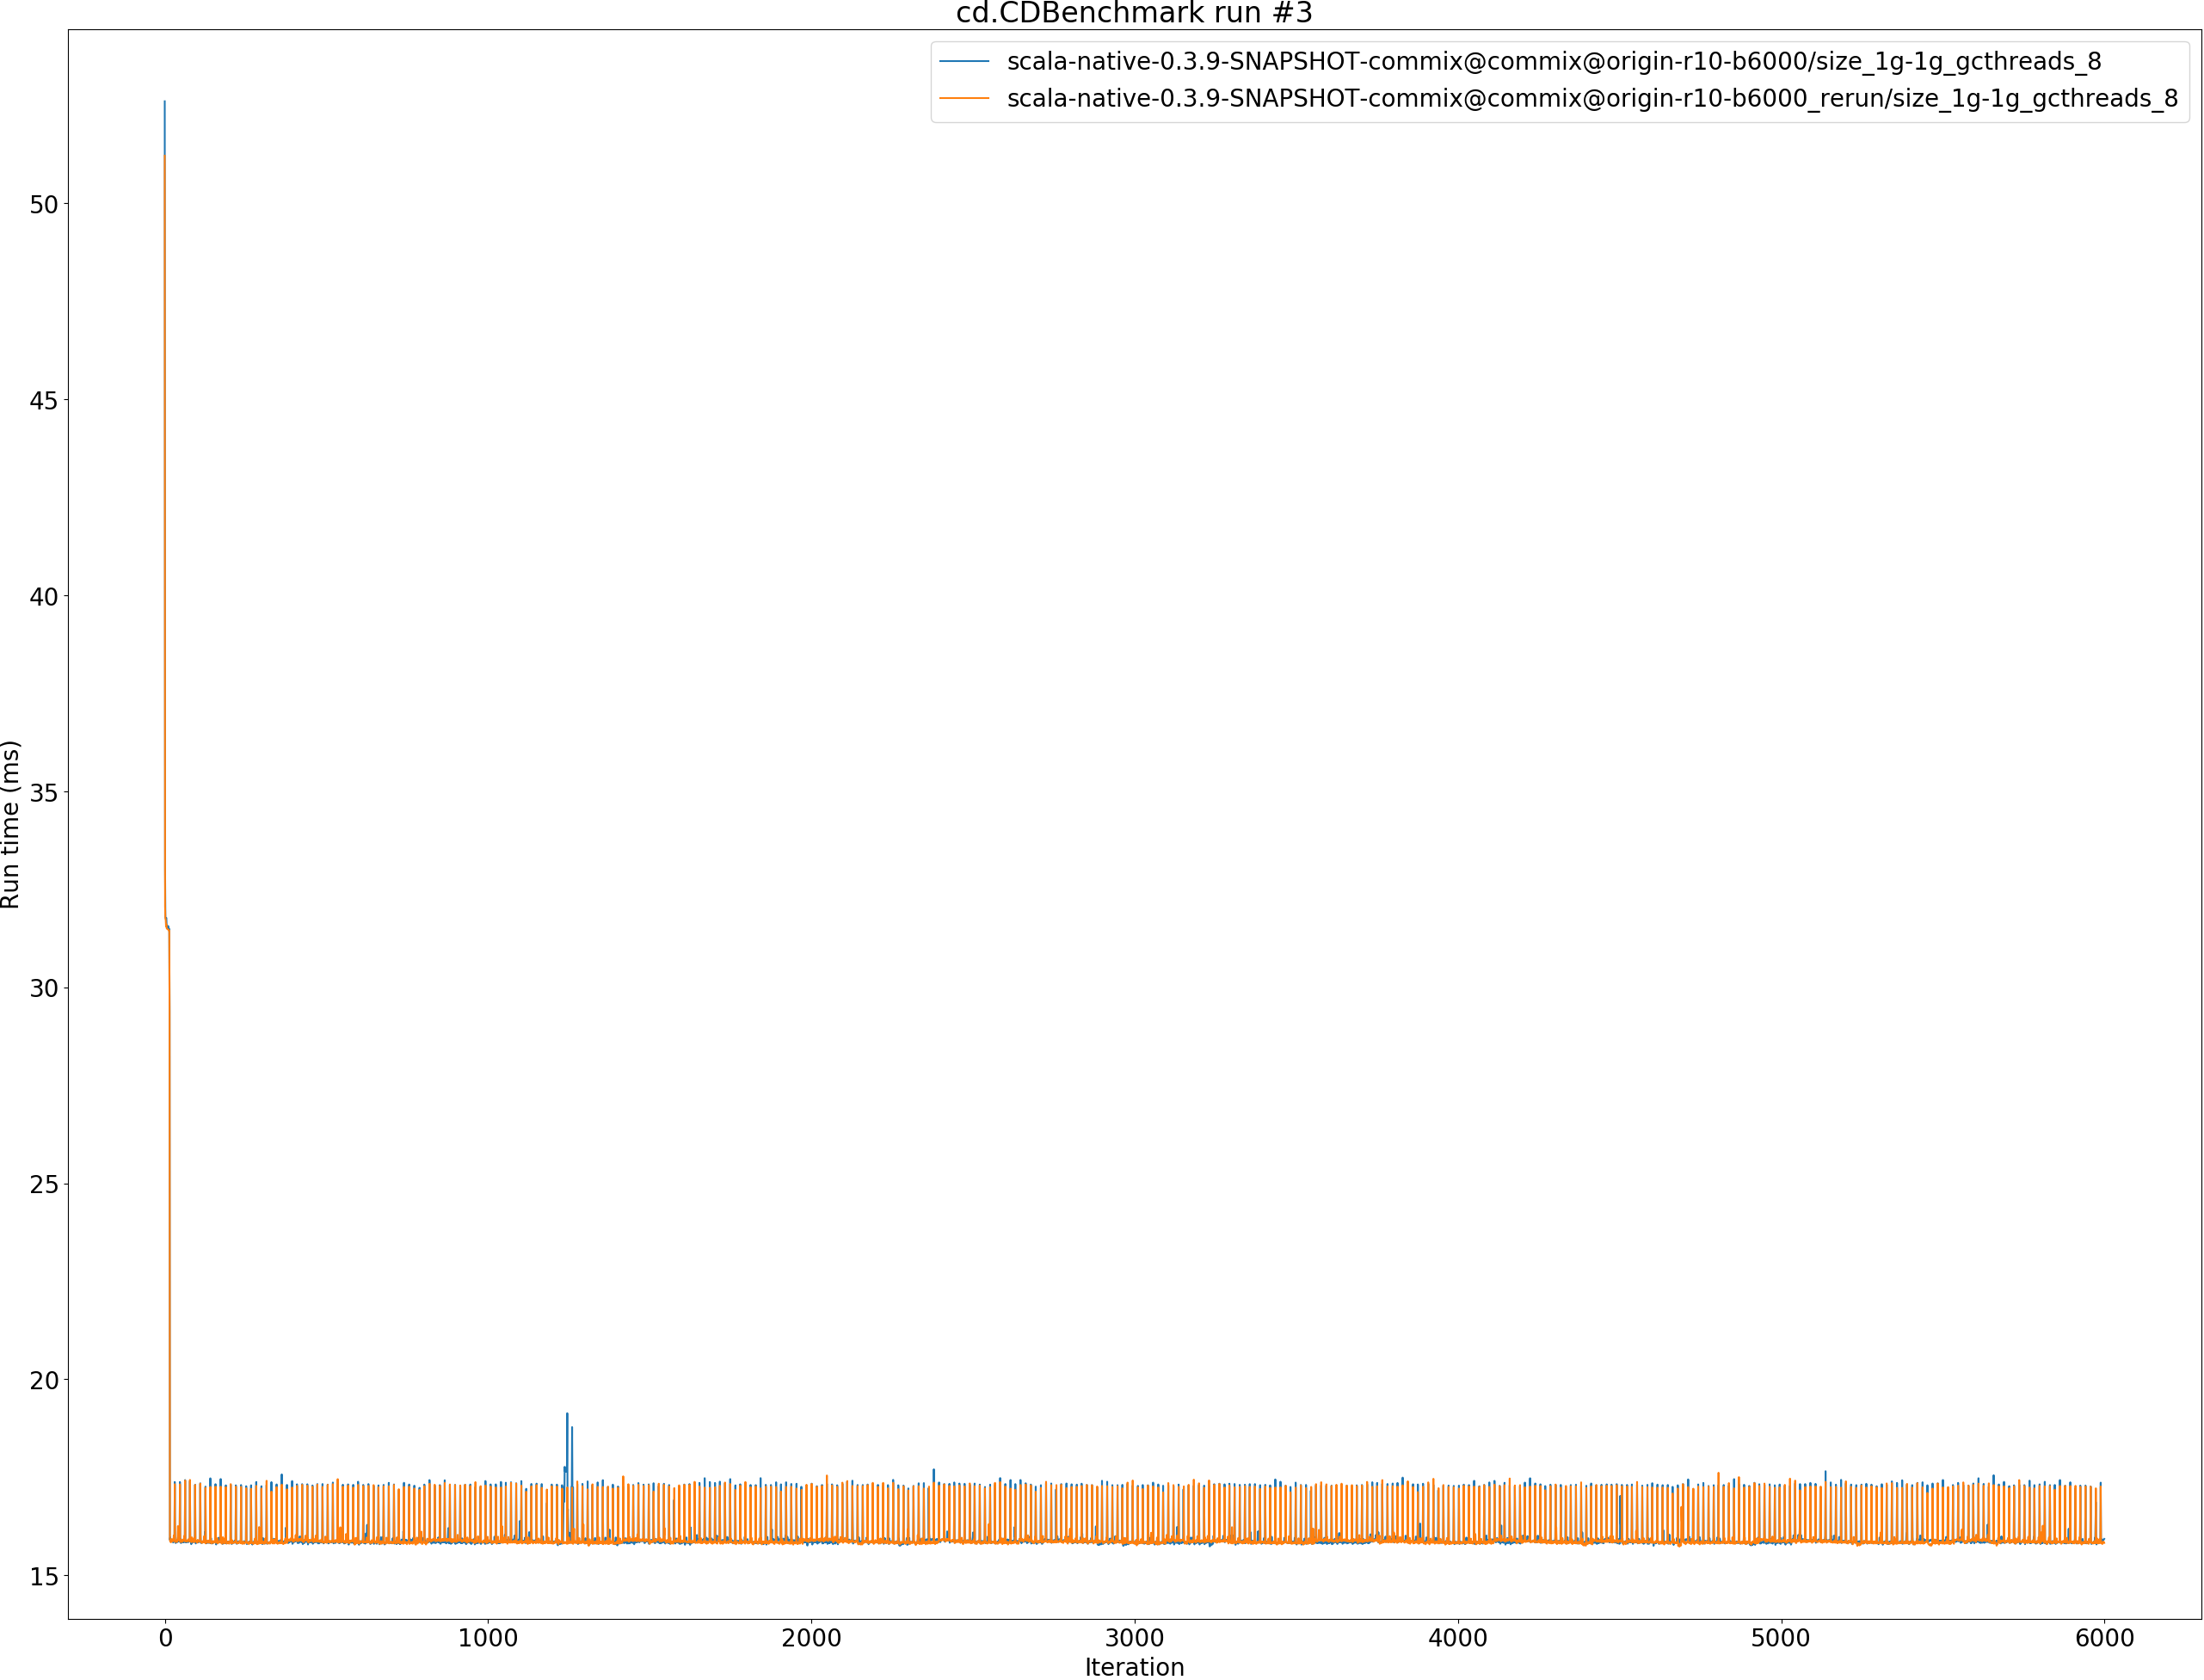 cd.CDBenchmark run #3
scala-native-0.3.9-SNAPSHOT-commix@commix@origin-r10-b6000/size_1g-1g_gcthreads_8
scala-native-0.3.9-SNAPSHOT-commix@commix@origin-r10-b6000_rerun/size_1g-1g_gcthreads_8
Run time (ms)
50
45
40
35
30
25
20
15
0 1000 2000 3000 4000 5000 6000
Iteration